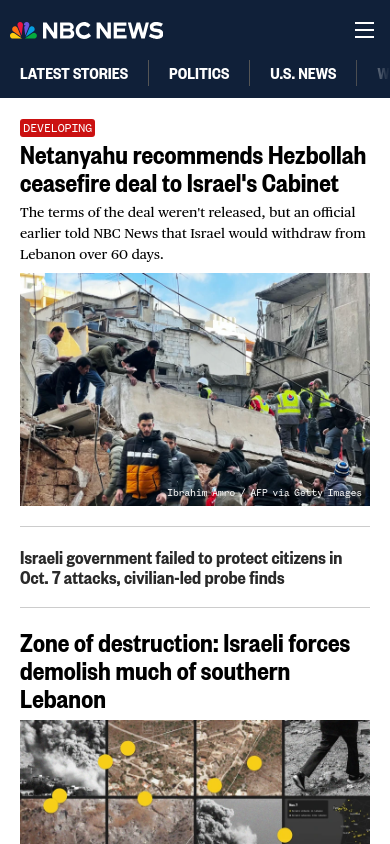 NBC NEWS
LATEST STORIES
POLITICS
U.S. NEWS
DEVELOPING
Netanyahu recommends Hezbollah
ceasefire deal to Israel's Cabinet
The terms of the deal weren't released, but an official
earlier told NBC News that Israel would withdraw from
Lebanon over 60 days.
Ibrahim Amro / AFP via Getty Images
Israeli government failed to protect citizens in
Oct. 7 attacks, civilian-led probe finds
Zone of destruction: Israeli forces
demolish much of southern
Lebanon